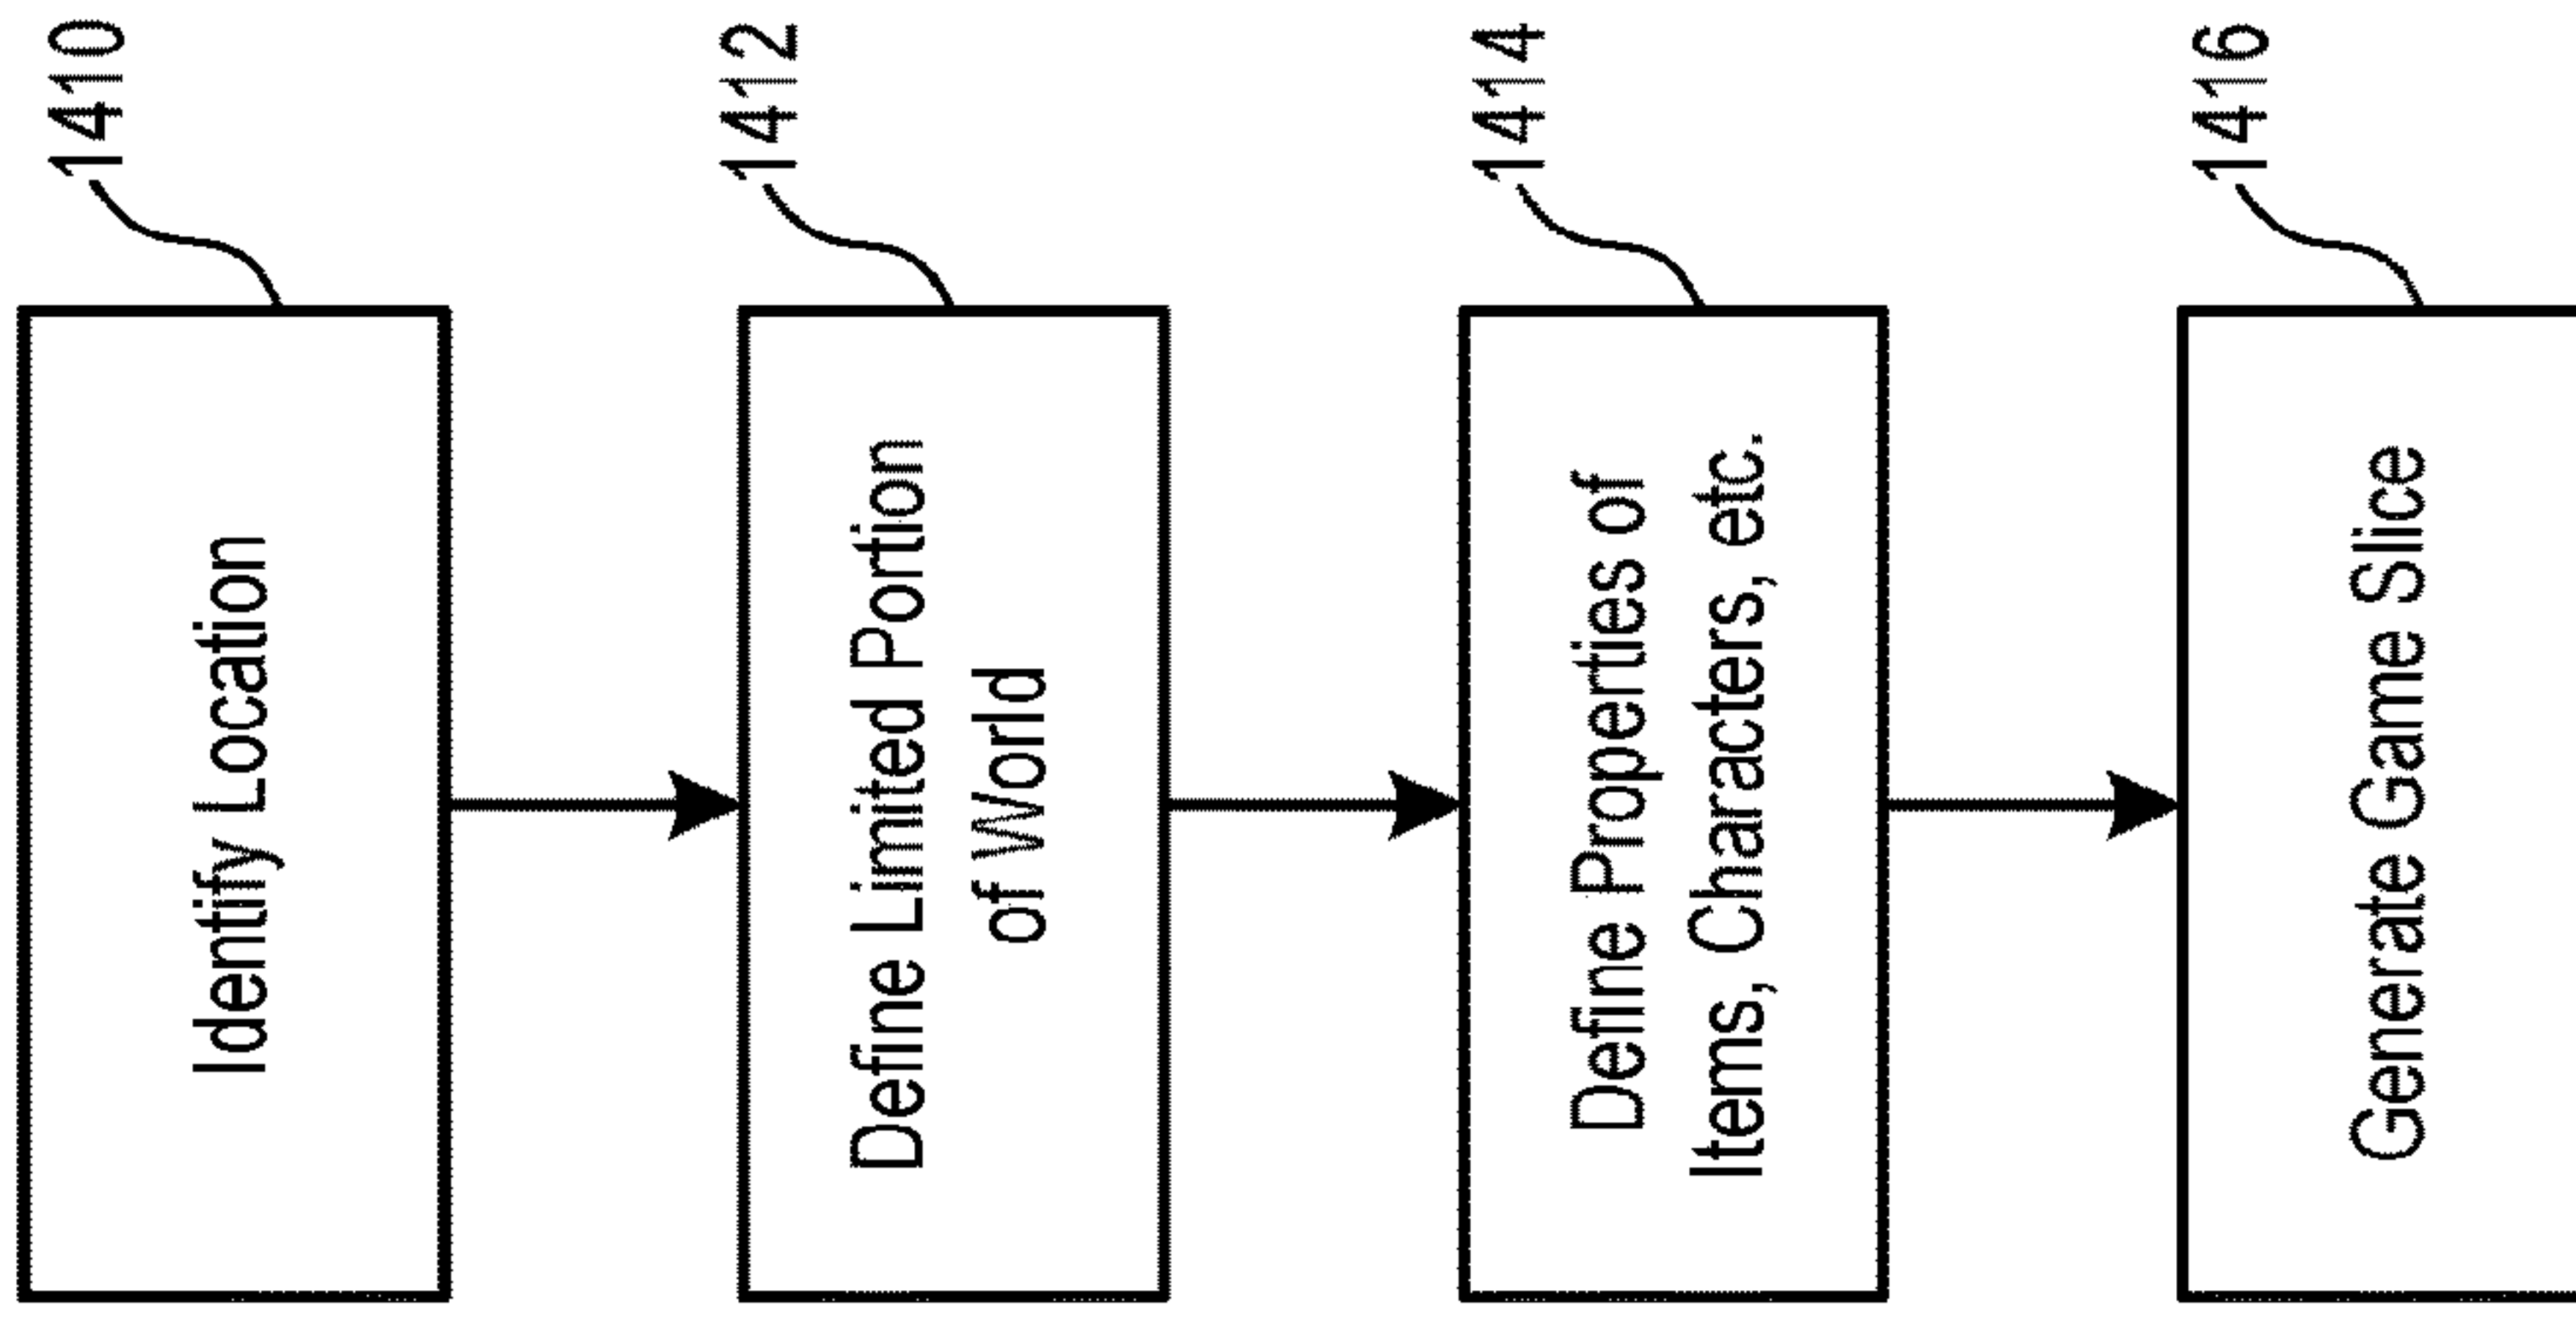 1410
Identify Location
1412
Define Limited Portion
of World
1414
Define Properties of
Items, Characters, etc.
1416
Generate Game Slice